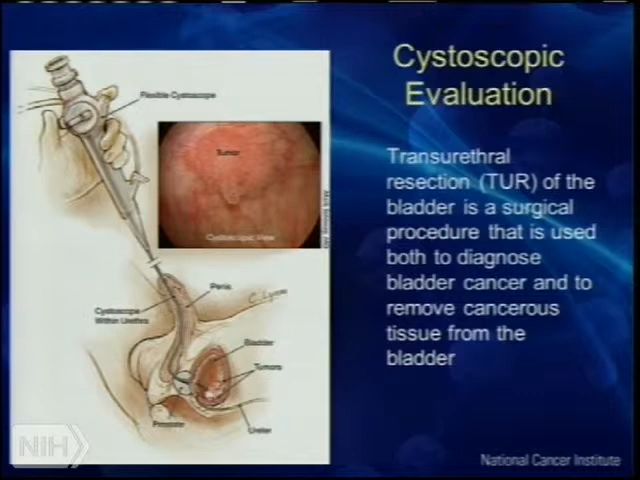 Cystoscopic
Evaluation
Transurethral
resection (TUR) of the
bladder is a surgical
procedure that is used
both to diagnose
bladder cancer and to
remove cancerous
tissue from the
bladder
Flexible Cystoscope
Tumor
Cystoscopic View
Penis
Cystoscope
Within Urethra
Bladder
Tumors
Prostate
Ureter
NIH
National Cancer Institute